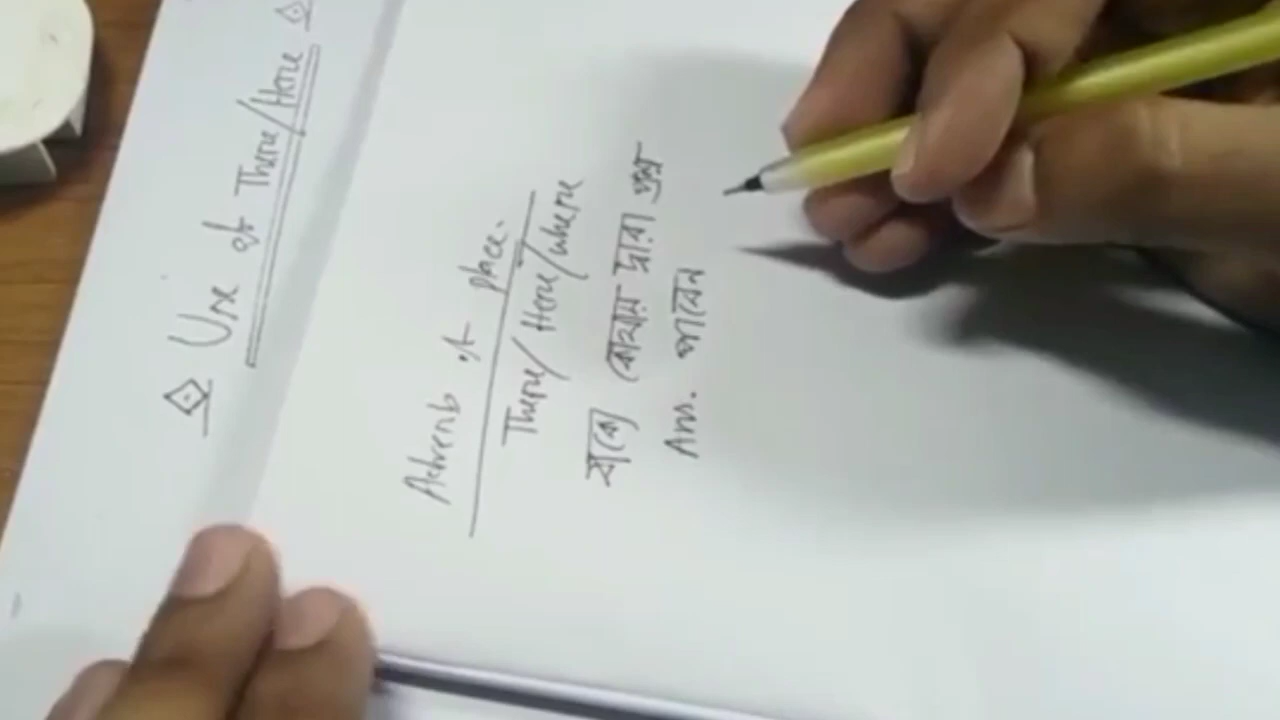 Use of There/Here
Adverb of place.
There/ Here/where
যাকে কোথায় দ্বারা প্রশ্ন
Ans. পাবেন